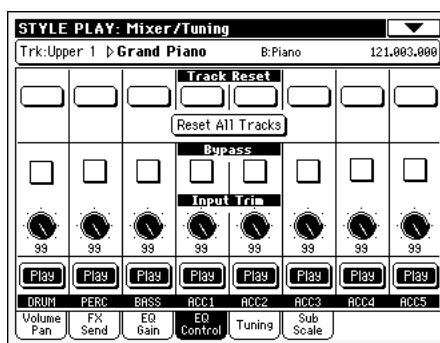 STYLE PLAY: Mixer/Tuning
Trk:Upper 1 Grand Piano B:Piano 121.003.000
Track Reset
Reset All Tracks
Bypass
Input Trim
99 99 99 99 99 99 99 99
Play Play Play Play Play Play Play Play
DRUM PERC BASS ACC1 ACC2 ACC3 ACC4 ACC5
Volume Pan FX Send EQ Gain EQ Control Tuning Sub Scale